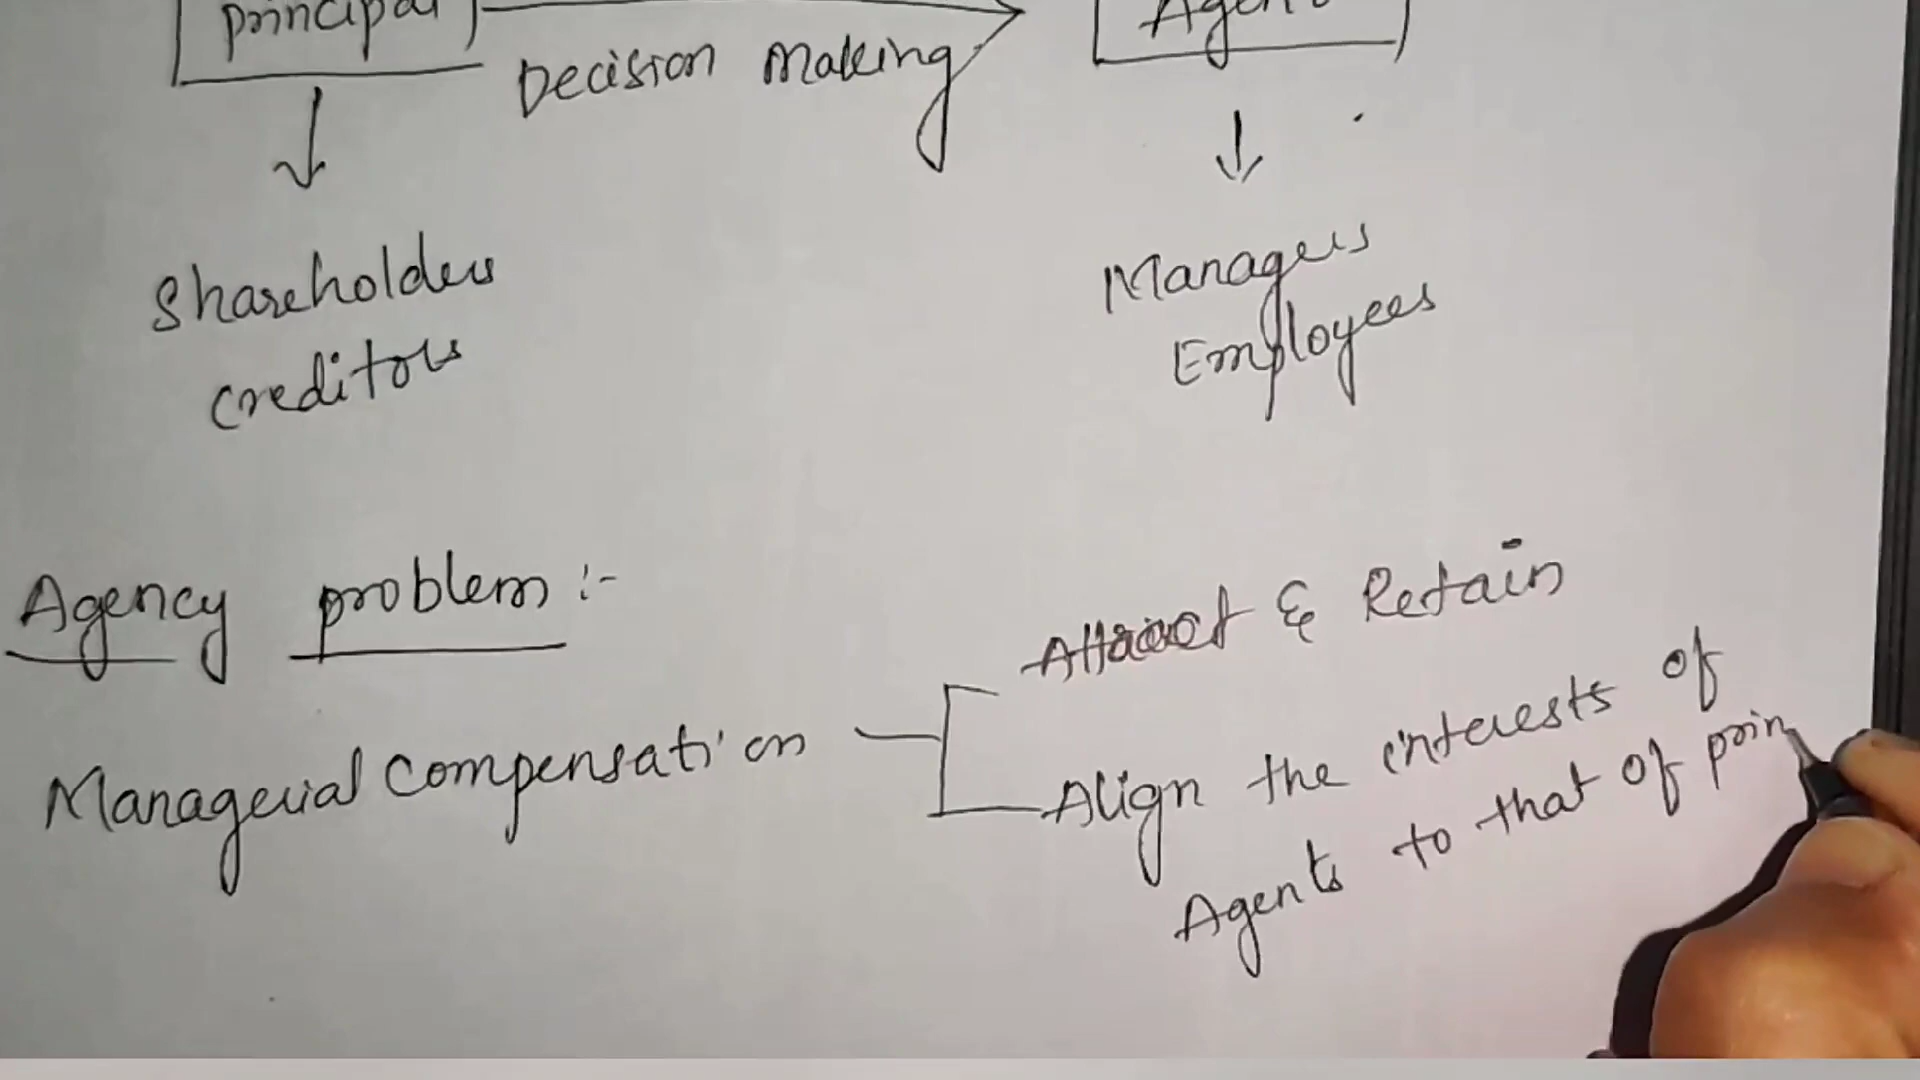 Principal
Agent
Decision Making
Shareholders
Creditors
Managers
Employees
Agency problem :-
Attract & Retain
Managerial Compensation
Align the interests of
Agents to that of prin